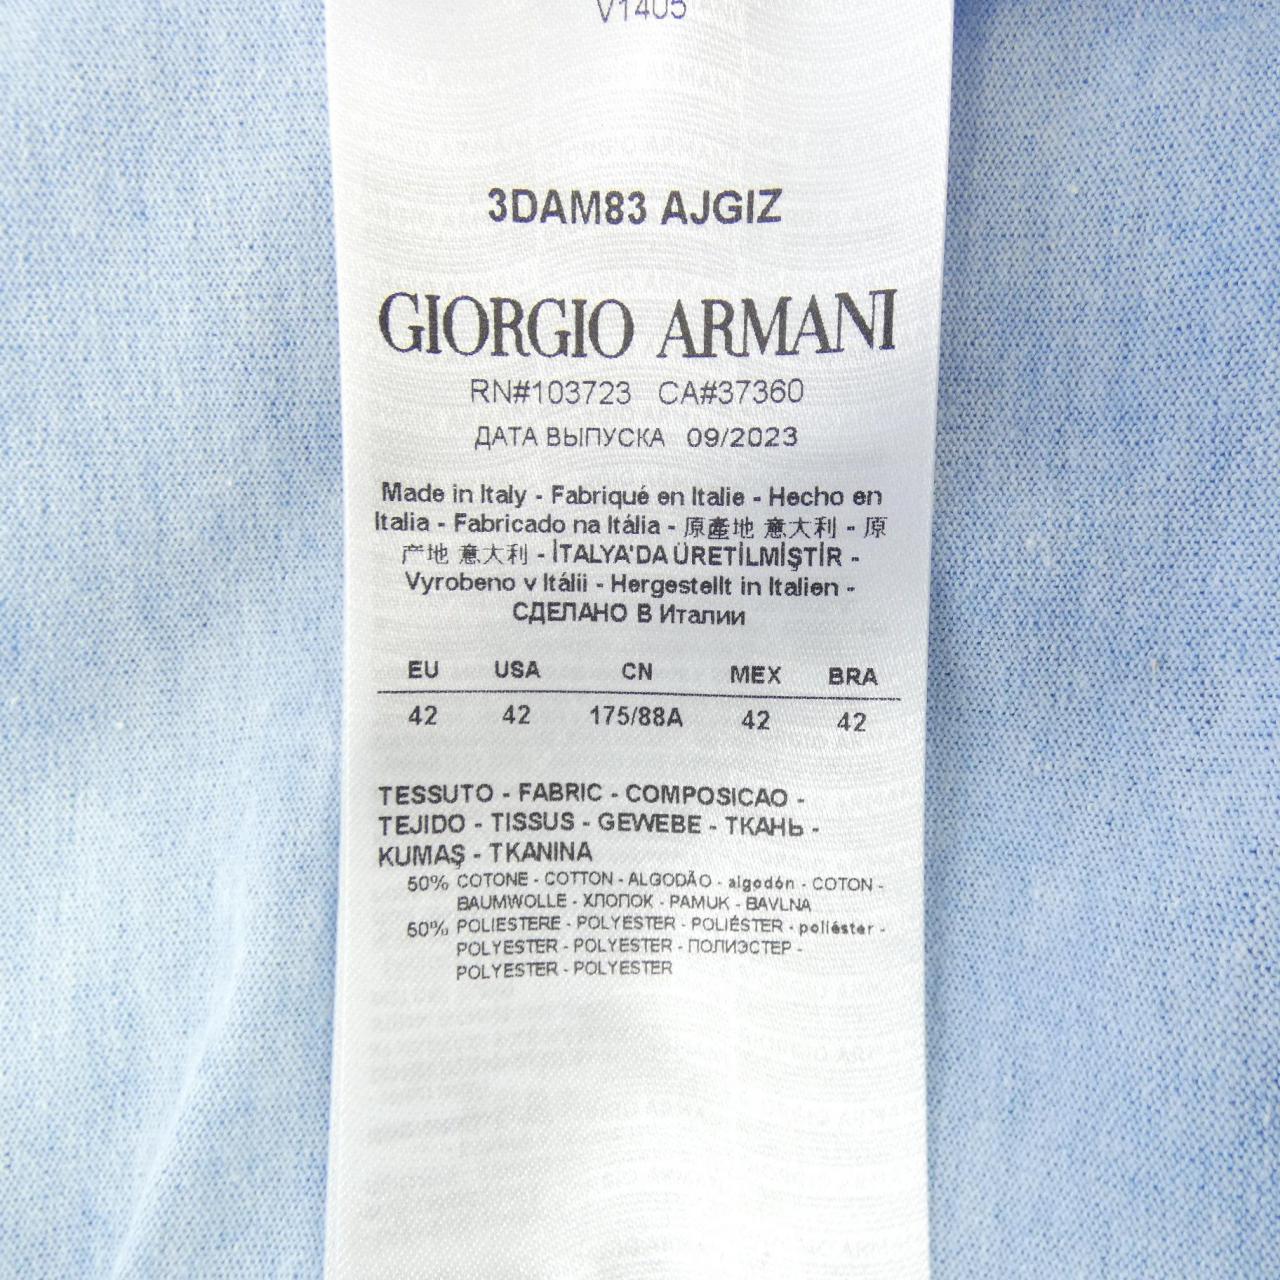 V1405
3DAM83 AJGIZ
GIORGIO ARMANI
RN#103723 CA#37360
ДАТА ВЫПУСКА 09/2023
Made in Italy - Fabriqué en Italie - Hecho en
Italia - Fabricado na Itália - 原產地 意大利 - 原
产地 意大利 - İTALYA'DA ÜRETİLMİŞTİR -
Vyrobeno v Itálii - Hergestellt in Italien -
СДЕЛАНО В Италии
EU USA CN MEX BRA
42 42 175/88A 42 42
TESSUTO - FABRIC - COMPOSICAO -
TEJIDO - TISSUS - GEWEBE - ТКАНЬ -
KUMAŞ - TKANINA
50% COTONE - COTTON - ALGODÃO - algodón - COTON -
BAUMWOLLE - ХЛОПОК - PAMUK - BAVLNA
50% POLIESTERE - POLYESTER - POLIÉSTER - poliéster -
POLYESTER - POLYESTER - ПОЛИЭСТЕР -
POLYESTER - POLYESTER